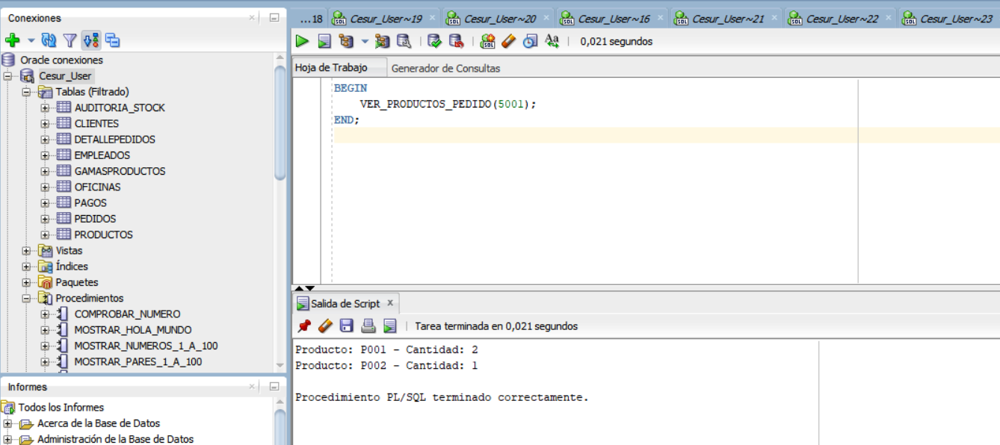 Conexiones
Oracle conexiones
Cesur_User
Tablas (Filtrado)
AUDITORIA_STOCK
CLIENTES
DETALLEPEDIDOS
EMPLEADOS
GAMASPRODUCTOS
OFICINAS
PAGOS
PEDIDOS
PRODUCTOS
Vistas
Índices
Paquetes
Procedimientos
COMPROBAR_NUMERO
MOSTRAR_HOLA_MUNDO
MOSTRAR_NUMEROS_1_A_100
MOSTRAR_PARES_1_A_100
Informes
Todos los Informes
Acerca de la Base de Datos
Administración de la Base de Datos
...18 Cesur_User~19 Cesur_User~20 Cesur_User~16 Cesur_User~21 Cesur_User~22 Cesur_User~23
0,021 segundos
Hoja de Trabajo Generador de Consultas
BEGIN
VER_PRODUCTOS_PEDIDO(5001);
END;
Salida de Script
Tarea terminada en 0,021 segundos
Producto: P001 - Cantidad: 2
Producto: P002 - Cantidad: 1
Procedimiento PL/SQL terminado correctamente.